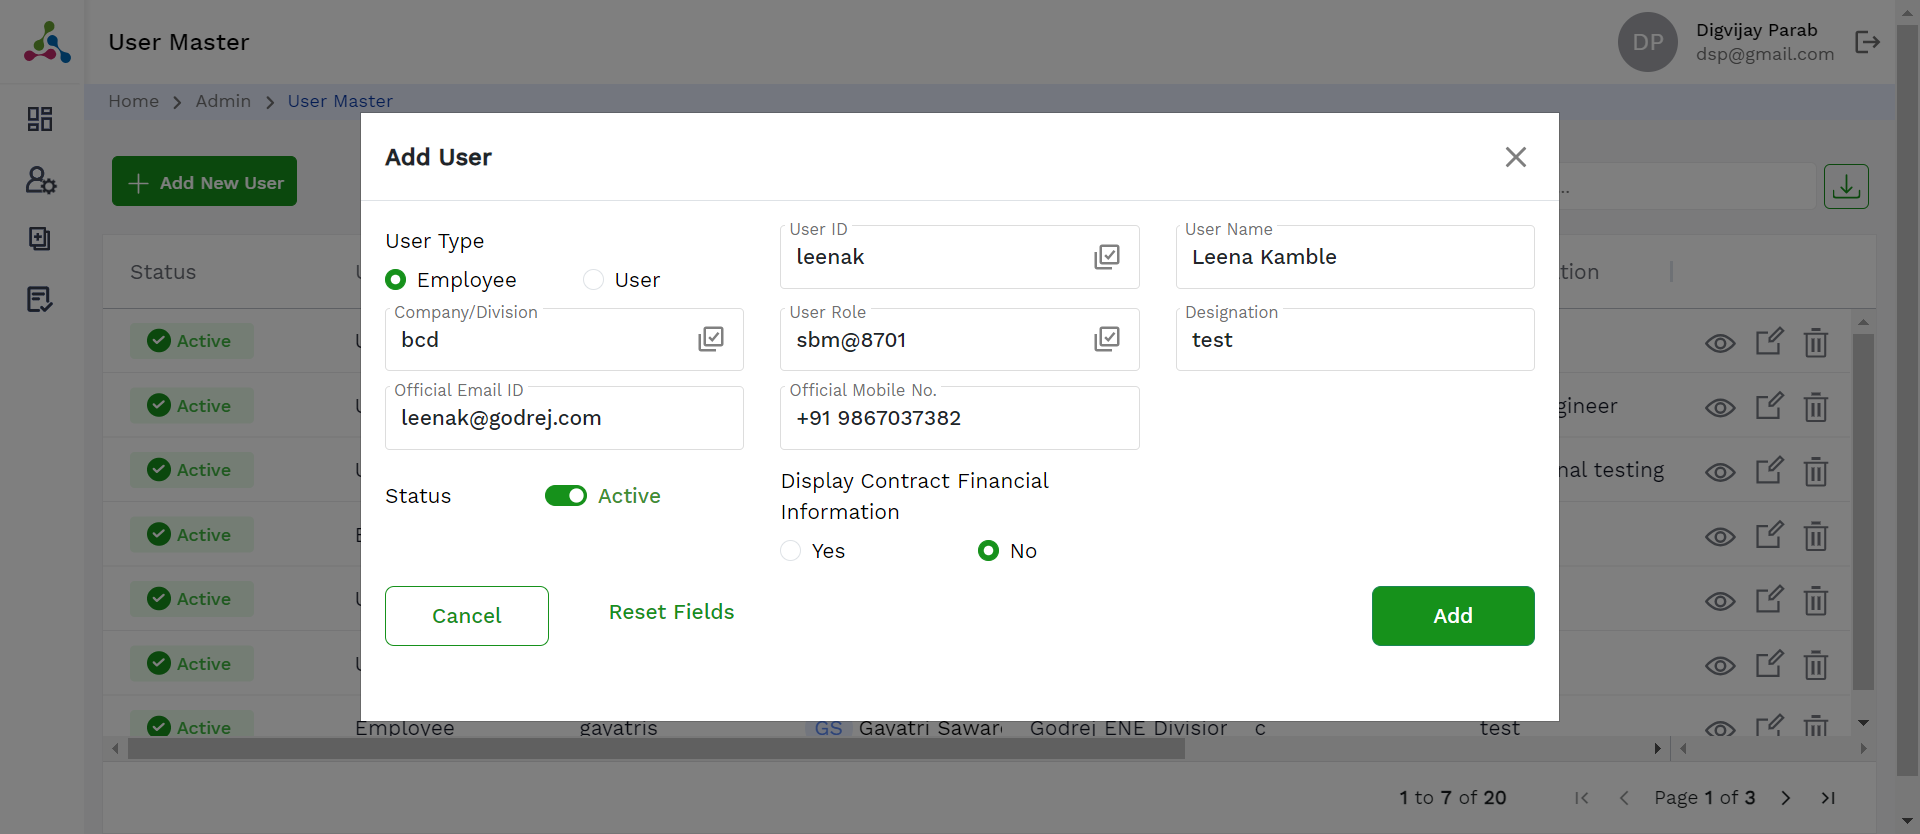 User Master
DP
Digvijay Parab
dsp@gmail.com
Home > Admin > User Master
Add New User
Add User
User Type
Employee
User
User ID
leenak
User Name
Leena Kamble
Company/Division
bcd
User Role
sbm@8701
Designation
test
Official Email ID
leenak@godrej.com
Official Mobile No.
+91 9867037382
Status
Active
Display Contract Financial
Information
Yes
No
Cancel
Reset Fields
Add
Status
Active
Active
gineer
Active
nal testing
Active
Active
Active
Active
Employee
gayatris
GS
Gayatri Sawar
Godrej ENE Division
c
test
1 to 7 of 20
Page 1 of 3